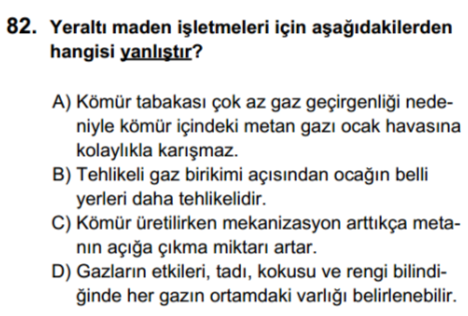 82. Yeraltı maden işletmeleri için aşağıdakilerden
hangisi yanlıştır?
A) Kömür tabakası çok az gaz geçirgenliği nede-
niyle kömür içindeki metan gazı ocak havasına
kolaylıkla karışmaz.
B) Tehlikeli gaz birikimi açısından ocağın belli
yerleri daha tehlikelidir.
C) Kömür üretilirken mekanizasyon arttıkça meta-
nın açığa çıkma miktarı artar.
D) Gazların etkileri, tadı, kokusu ve rengi bilindi-
ğinde her gazın ortamdaki varlığı belirlenebilir.